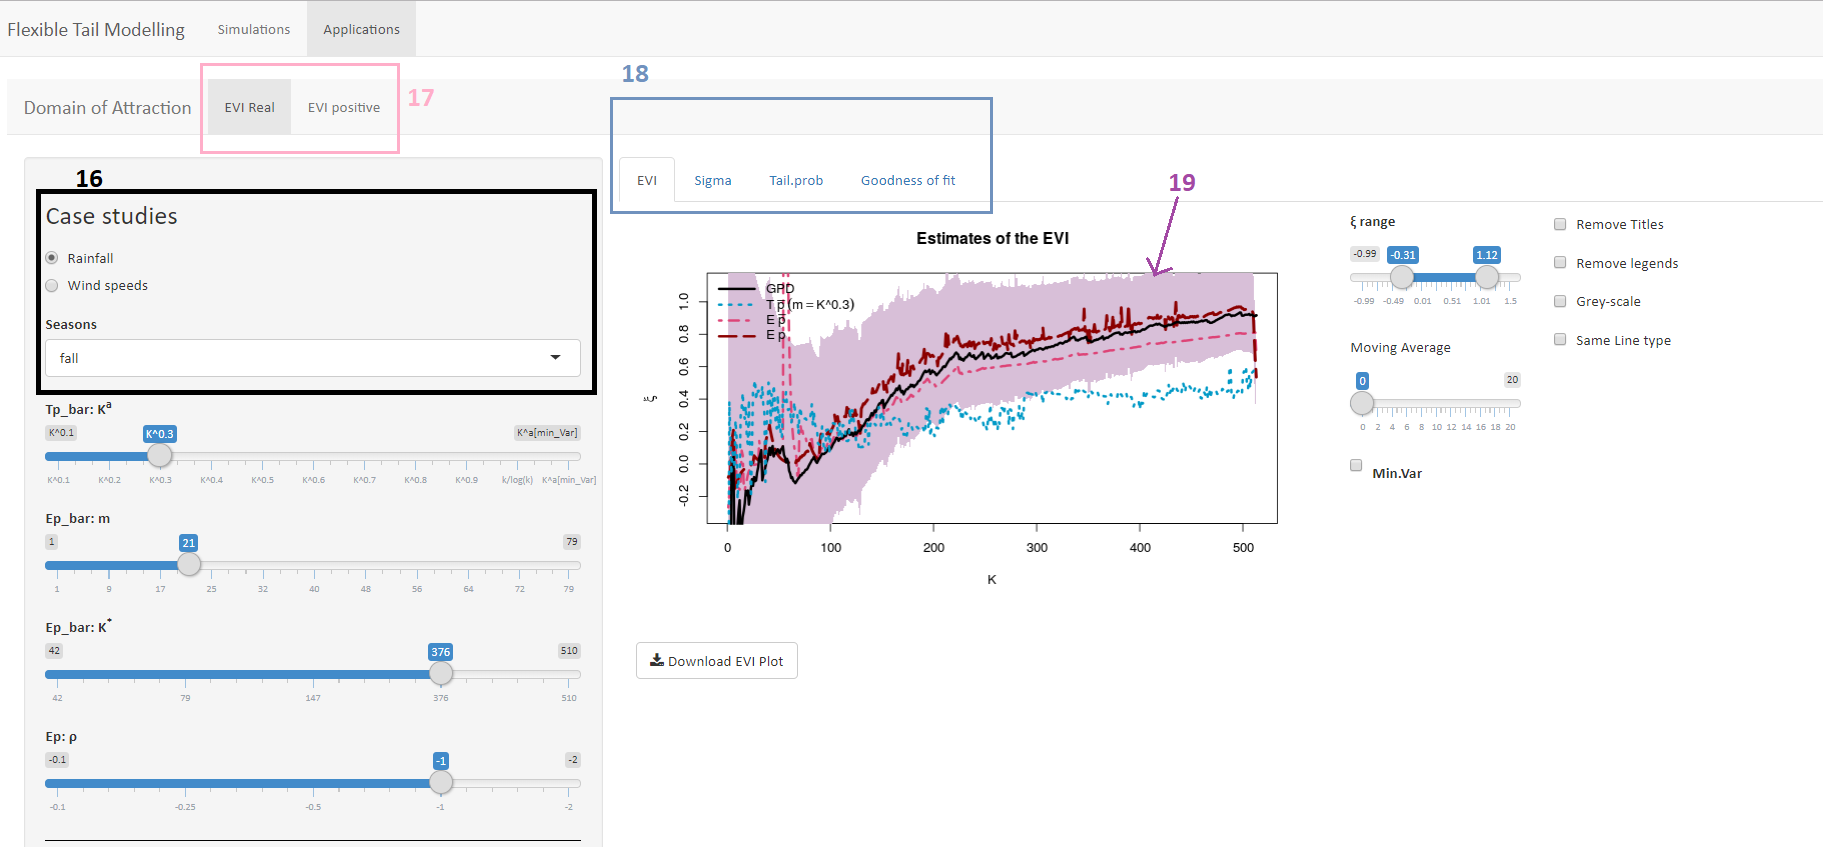 Flexible Tail Modelling Simulations Applications
18
Domain of Attraction EVI Real EVI positive 17
16
Case studies
Rainfall
Wind speeds
Seasons
fall
Tp_bar: K^a
K^0.1 K^0.3 K^a[min_Var]
K^0.1 K^0.2 K^0.3 K^0.4 K^0.5 K^0.6 K^0.7 K^0.8 K^0.9 k/log(k) K^a[min_Var]
Ep_bar: m
1 21 79
1 9 17 25 32 40 48 56 64 72 79
Ep_bar: K*
42 376 510
42 79 147 376 510
Ep: ρ
-0.1 -1 -2
-0.1 -0.25 -0.5 -1 -2
EVI Sigma Tail.prob Goodness of fit
19
Estimates of the EVI
GPD
Tp̄ (m = K^0.3)
Ep̄
Ep
ξ
1.0
0.8
0.6
0.4
0.2
0.0
-0.2
0 100 200 300 400 500
K
Download EVI Plot
ξ range
-0.99 -0.31 1.12
-0.99 -0.49 0.01 0.51 1.01 1.5
Moving Average
0 20
0 2 4 6 8 10 12 14 16 18 20
Min.Var
Remove Titles
Remove legends
Grey-scale
Same Line type